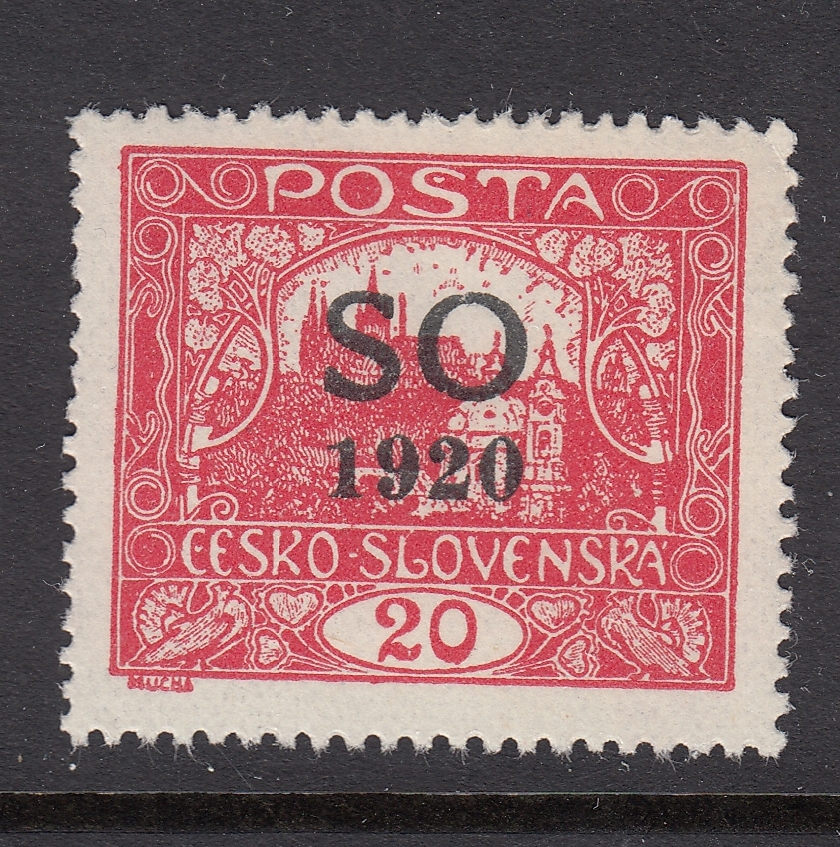 POSTA
SO
1920
ČESKO-SLOVENSKÁ
20
MUCHA